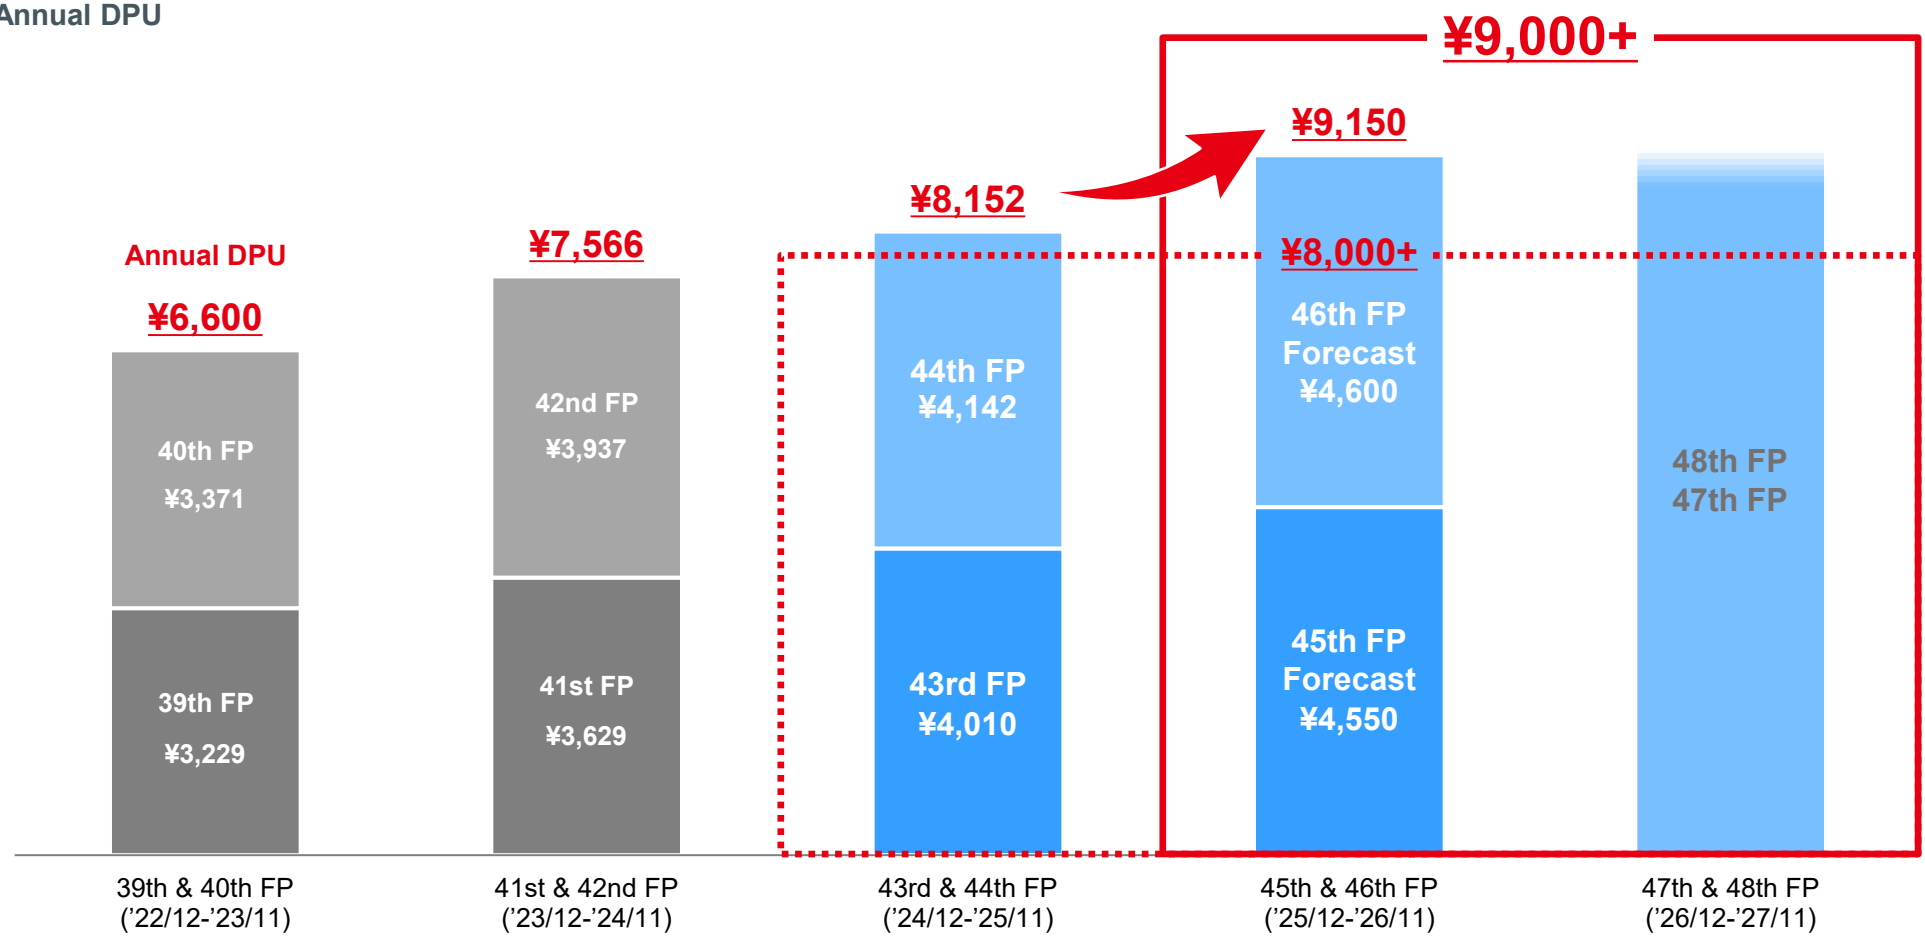 Annual DPU
¥9,000+
¥9,150
¥8,152
¥7,566
Annual DPU
¥6,600
¥8,000+
40th FP
¥3,371
39th FP
¥3,229
42nd FP
¥3,937
41st FP
¥3,629
44th FP
¥4,142
43rd FP
¥4,010
46th FP
Forecast
¥4,600
45th FP
Forecast
¥4,550
48th FP
47th FP
39th & 40th FP
(’22/12-’23/11)
41st & 42nd FP
(’23/12-’24/11)
43rd & 44th FP
(’24/12-’25/11)
45th & 46th FP
(’25/12-’26/11)
47th & 48th FP
(’26/12-’27/11)